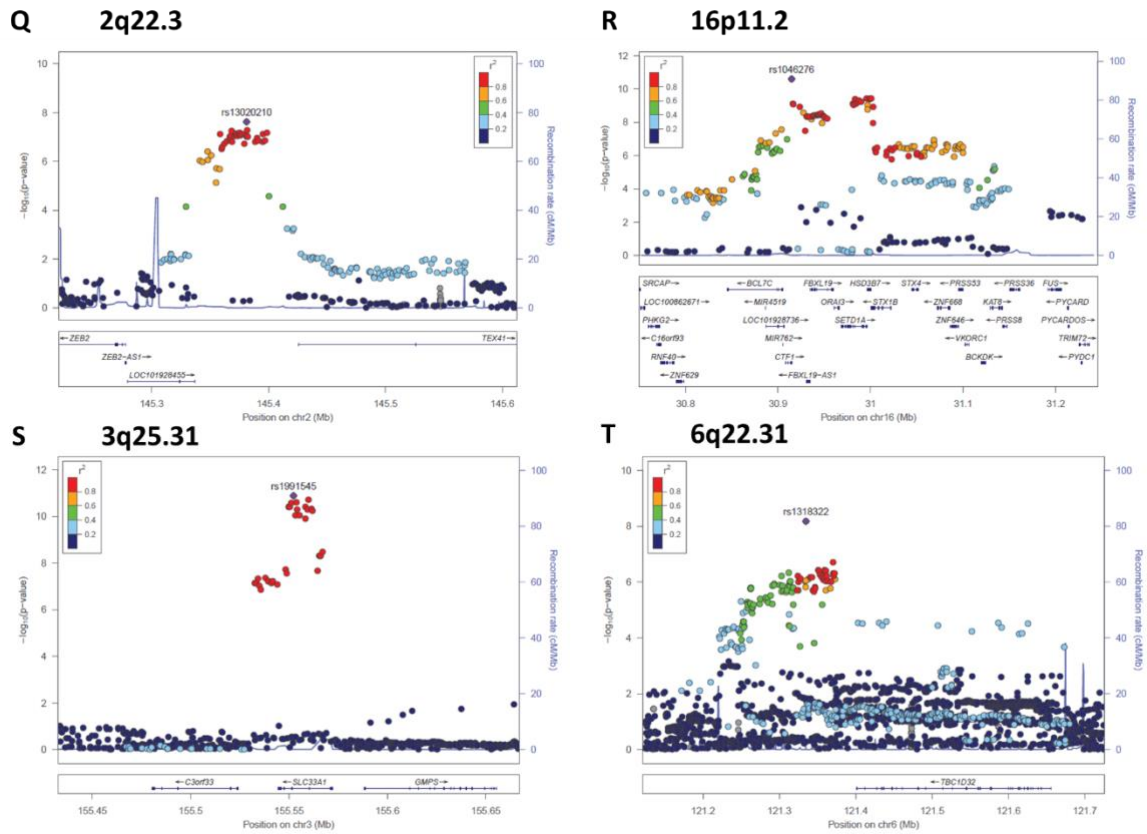 Q 2q22.3
10
8
6
4
2
0
−log₁₀(p-value)
rs13020210
r²
0.8
0.6
0.4
0.2
100
80
60
40
20
0
Recombination rate (cM/Mb)
←ZEB2
ZEB2−AS1→
LOC101928455→
TEX41→
145.3 145.4 145.5 145.6
Position on chr2 (Mb)
R 16p11.2
12
10
8
6
4
2
0
−log₁₀(p-value)
rs1046276
r²
0.8
0.6
0.4
0.2
100
80
60
40
20
0
Recombination rate (cM/Mb)
SRCAP→ ←BCL7C FBXL19→ HSD3B7→ STX4→ ←PRSS53 ←PRSS36 FUS→
LOC100862671→ ←MIR4519 ORAI3→ ←STX1B ←ZNF668 KAT8→ ←PYCARD
PHKG2→ LOC101928736→ SETD1A→ ZNF646→ ←PRSS8 PYCARDOS→
←C16orf93 MIR762→ ←VKORC1 TRIM72→
RNF40→ CTF1→ BCKDK→ ←PYDC1
←ZNF629 ←FBXL19−AS1
30.8 30.9 31 31.1 31.2
Position on chr16 (Mb)
S 3q25.31
12
10
8
6
4
2
0
−log₁₀(p-value)
r²
0.8
0.6
0.4
0.2
rs1991545
100
80
60
40
20
0
Recombination rate (cM/Mb)
←C3orf33 ←SLC33A1 GMPS→
155.45 155.5 155.55 155.6 155.65
Position on chr3 (Mb)
T 6q22.31
10
8
6
4
2
0
−log₁₀(p-value)
r²
0.8
0.6
0.4
0.2
rs1318322
100
80
60
40
20
0
Recombination rate (cM/Mb)
←TBC1D32
121.2 121.3 121.4 121.5 121.6 121.7
Position on chr6 (Mb)